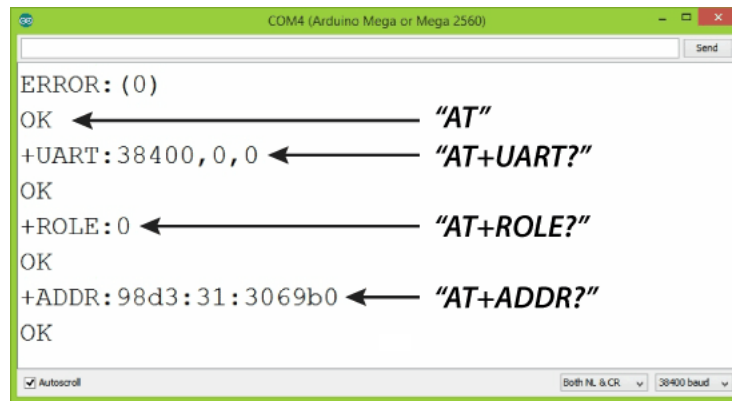 COM4 (Arduino Mega or Mega 2560)
Send
ERROR:(0)
OK “AT”
+UART:38400,0,0 “AT+UART?”
OK
+ROLE:0 “AT+ROLE?”
OK
+ADDR:98d3:31:3069b0 “AT+ADDR?”
OK
Autoscroll Both NL & CR 38400 baud